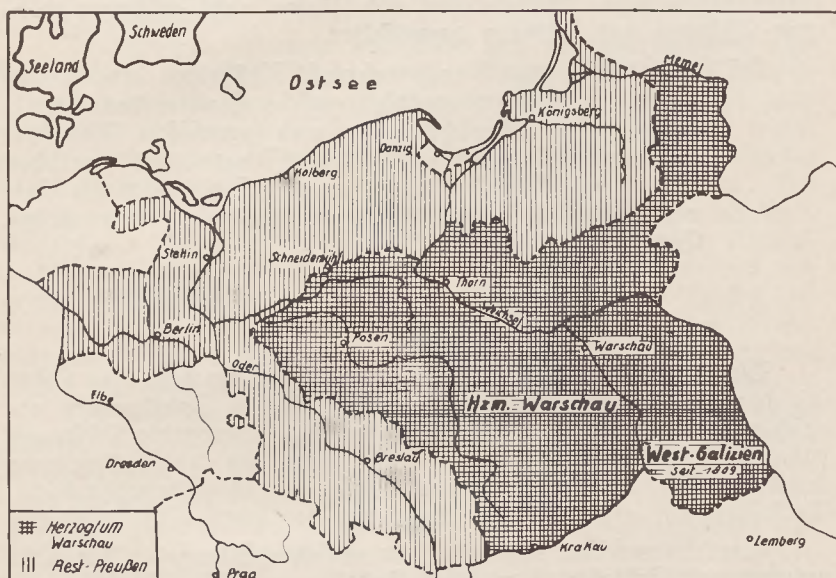 Schweden
Seeland
Ostsee
Memel
Königsberg
Danzig
Kolberg
Stettin
Schneidemühl
Thorn
Weichsel
Berlin
Posen
Warschau
Oder
Hzm. Warschau
Elbe
West-Galizien
seit 1809
Breslau
Dresden
Krakau
Lemberg
Prag
Herzogtum
Warschau
Rest-Preußen